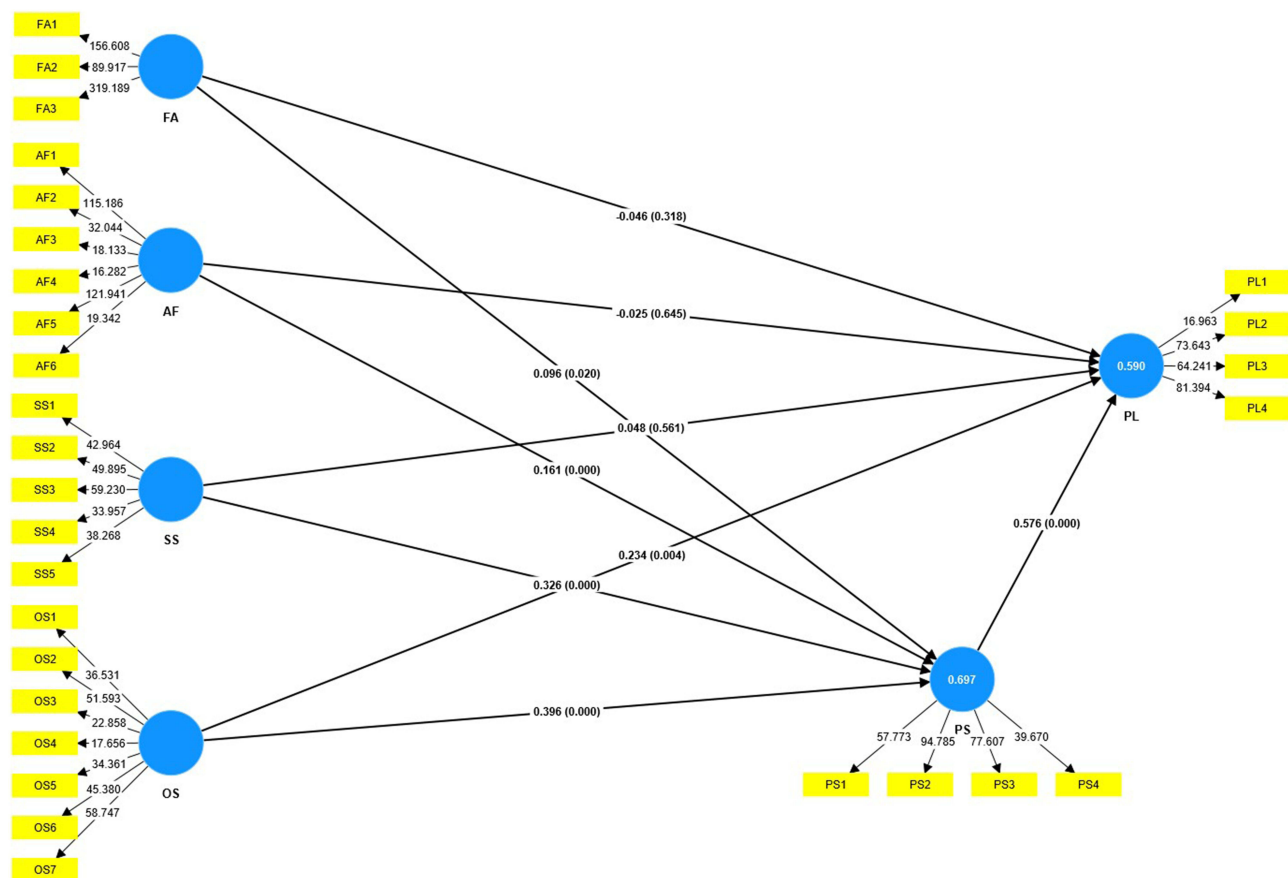 FA1
156.608
FA2
89.917
FA3
319.189
FA
AF1
115.186
AF2
32.044
AF3
18.133
AF4
16.282
AF5
121.941
AF6
19.342
AF
SS1
42.964
SS2
49.895
SS3
59.230
SS4
33.957
SS5
38.268
SS
OS1
36.531
OS2
51.593
OS3
22.858
OS4
17.656
OS5
34.361
OS6
45.380
OS7
58.747
OS
-0.046 (0.318)
-0.025 (0.645)
0.096 (0.020)
0.048 (0.561)
0.161 (0.000)
0.234 (0.004)
0.326 (0.000)
0.396 (0.000)
0.576 (0.000)
0.590
PL
PL1
16.963
PL2
73.643
PL3
64.241
PL4
81.394
0.697
PS
57.773
94.785
77.607
39.670
PS1
PS2
PS3
PS4